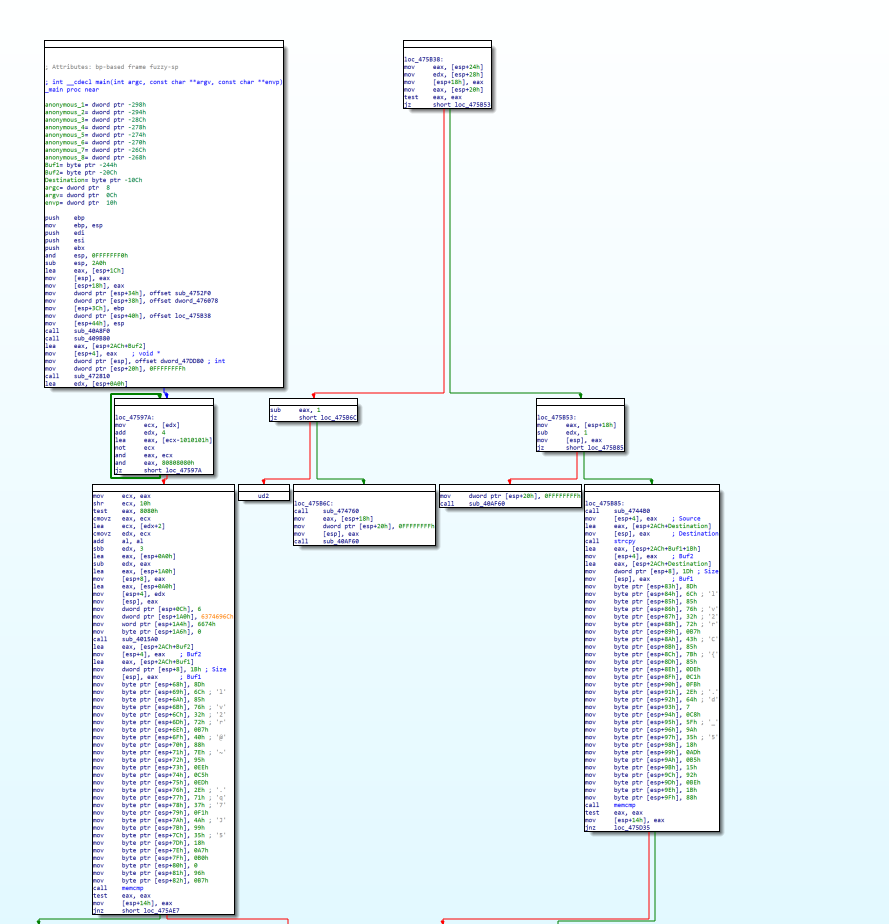 ; Attributes: bp-based frame fuzzy-sp
; int __cdecl main(int argc, const char **argv, const char **envp)
_main proc near
anonymous_1= dword ptr -298h
anonymous_2= dword ptr -294h
anonymous_3= dword ptr -28Ch
anonymous_4= dword ptr -278h
anonymous_5= dword ptr -274h
anonymous_6= dword ptr -270h
anonymous_7= dword ptr -26Ch
anonymous_8= dword ptr -268h
Buf1= byte ptr -244h
Buf2= byte ptr -20Ch
Destination= byte ptr -10Ch
argc= dword ptr 8
argv= dword ptr 0Ch
envp= dword ptr 10h
push ebp
mov ebp, esp
push edi
push esi
push ebx
and esp, 0FFFFFFF0h
sub esp, 2A0h
lea eax, [esp+1Ch]
mov [esp], eax
mov [esp+18h], eax
mov dword ptr [esp+34h], offset sub_4752F0
mov dword ptr [esp+38h], offset dword_476078
mov [esp+3Ch], ebp
mov dword ptr [esp+40h], offset loc_475B38
mov [esp+44h], esp
call sub_40A8F0
call sub_409B80
lea eax, [esp+2ACh+Buf2]
mov [esp+4], eax ; void *
mov dword ptr [esp], offset dword_47DD80 ; int
mov dword ptr [esp+20h], 0FFFFFFFFh
call sub_472810
lea edx, [esp+0A0h]
loc_475B38:
mov eax, [esp+24h]
mov edx, [esp+28h]
mov [esp+18h], eax
mov eax, [esp+20h]
test eax, eax
jz short loc_475B53
loc_47597A:
mov ecx, [edx]
add edx, 4
lea eax, [ecx-1010101h]
not ecx
and eax, ecx
and eax, 80808080h
jz short loc_47597A
sub eax, 1
jz short loc_475B6C
loc_475B53:
mov eax, [esp+18h]
sub edx, 1
mov [esp], eax
jz short loc_475B85
mov ecx, eax
shr ecx, 10h
test eax, 8080h
cmovz eax, ecx
lea ecx, [edx+2]
cmovz edx, ecx
add al, al
sbb edx, 3
lea eax, [esp+0A0h]
sub edx, eax
lea eax, [esp+1A0h]
mov [esp+8], eax
lea eax, [esp+0A0h]
mov [esp+4], edx
mov [esp], eax
mov dword ptr [esp+0Ch], 6
mov dword ptr [esp+1A0h], 6374696Ch
mov word ptr [esp+1A4h], 6674h
mov byte ptr [esp+1A6h], 0
call sub_4015A0
lea eax, [esp+2ACh+Buf2]
mov [esp+4], eax ; Buf2
lea eax, [esp+2ACh+Buf1]
mov dword ptr [esp+8], 1Bh ; Size
mov [esp], eax ; Buf1
mov byte ptr [esp+68h], 8Dh
mov byte ptr [esp+69h], 6Ch ; 'l'
mov byte ptr [esp+6Ah], 85h
mov byte ptr [esp+6Bh], 76h ; 'v'
mov byte ptr [esp+6Ch], 32h ; '2'
mov byte ptr [esp+6Dh], 72h ; 'r'
mov byte ptr [esp+6Eh], 0B7h
mov byte ptr [esp+6Fh], 40h ; '@'
mov byte ptr [esp+70h], 88h
mov byte ptr [esp+71h], 7Eh ; '~'
mov byte ptr [esp+72h], 95h
mov byte ptr [esp+73h], 0EEh
mov byte ptr [esp+74h], 0C5h
mov byte ptr [esp+75h], 0EDh
mov byte ptr [esp+76h], 2Eh ; '.'
mov byte ptr [esp+77h], 71h ; 'q'
mov byte ptr [esp+78h], 37h ; '7'
mov byte ptr [esp+79h], 0F1h
mov byte ptr [esp+7Ah], 4Ah ; 'J'
mov byte ptr [esp+7Bh], 99h
mov byte ptr [esp+7Ch], 35h ; '5'
mov byte ptr [esp+7Dh], 18h
mov byte ptr [esp+7Eh], 0A7h
mov byte ptr [esp+7Fh], 0B0h
mov byte ptr [esp+80h], 0
mov byte ptr [esp+81h], 96h
mov byte ptr [esp+82h], 0B7h
call memcmp
test eax, eax
mov [esp+14h], eax
jnz short loc_475AE7
ud2
loc_475B6C:
call sub_474760
mov eax, [esp+18h]
mov dword ptr [esp+20h], 0FFFFFFFFh
mov [esp], eax
call sub_40AF60
mov dword ptr [esp+20h], 0FFFFFFFFh
call sub_40AF60
loc_475B85:
call sub_474480
mov [esp+4], eax ; Source
lea eax, [esp+2ACh+Destination]
mov [esp], eax ; Destination
call strcpy
lea eax, [esp+2ACh+Buf1+1Bh]
mov [esp+4], eax ; Buf2
lea eax, [esp+2ACh+Destination]
mov dword ptr [esp+8], 1Dh ; Size
mov [esp], eax ; Buf1
mov byte ptr [esp+83h], 8Dh
mov byte ptr [esp+84h], 6Ch ; 'l'
mov byte ptr [esp+85h], 85h
mov byte ptr [esp+86h], 76h ; 'v'
mov byte ptr [esp+87h], 32h ; '2'
mov byte ptr [esp+88h], 72h ; 'r'
mov byte ptr [esp+89h], 0B7h
mov byte ptr [esp+8Ah], 43h ; 'C'
mov byte ptr [esp+8Bh], 85h
mov byte ptr [esp+8Ch], 7Bh ; '{'
mov byte ptr [esp+8Dh], 85h
mov byte ptr [esp+8Eh], 0DEh
mov byte ptr [esp+8Fh], 0C1h
mov byte ptr [esp+90h], 0FBh
mov byte ptr [esp+91h], 2Eh ; '.'
mov byte ptr [esp+92h], 64h ; 'd'
mov byte ptr [esp+93h], 7
mov byte ptr [esp+94h], 0C8h
mov byte ptr [esp+95h], 5Fh ; '_'
mov byte ptr [esp+96h], 9Ah
mov byte ptr [esp+97h], 35h ; '5'
mov byte ptr [esp+98h], 18h
mov byte ptr [esp+99h], 0ADh
mov byte ptr [esp+9Ah], 0B5h
mov byte ptr [esp+9Bh], 15h
mov byte ptr [esp+9Ch], 92h
mov byte ptr [esp+9Dh], 0BEh
mov byte ptr [esp+9Eh], 1Bh
mov byte ptr [esp+9Fh], 88h
call memcmp
test eax, eax
mov [esp+14h], eax
jnz loc_475D35